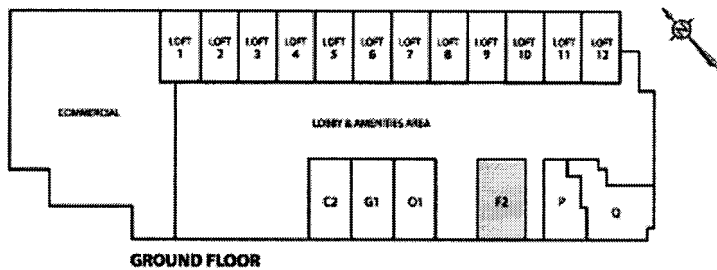 LOFT 1
LOFT 2
LOFT 3
LOFT 4
LOFT 5
LOFT 6
LOFT 7
LOFT 8
LOFT 9
LOFT 10
LOFT 11
LOFT 12
COMMERCIAL
LOBBY & AMENITIES AREA
C2
G1
O1
F2
P
Q
GROUND FLOOR